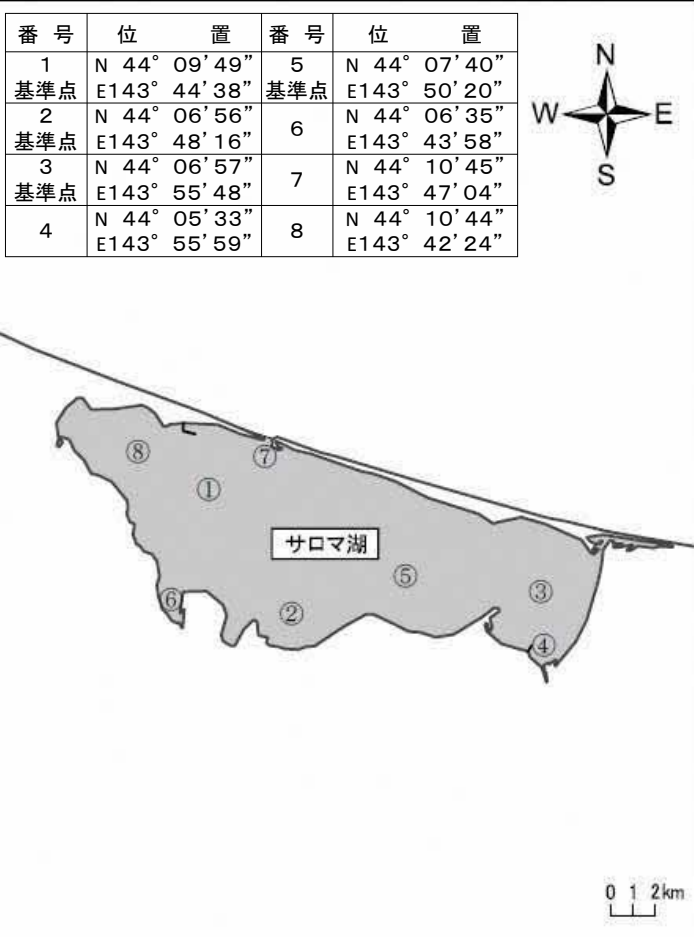 番 号 位 置 番 号 位 置
1 基準点 N 44° 09’49” E143° 44’38” 5 基準点 N 44° 07’40” E143° 50’20”
2 基準点 N 44° 06’56” E143° 48’16” 6 N 44° 06’35” E143° 43’58”
3 基準点 N 44° 06’57” E143° 55’48” 7 N 44° 10’45” E143° 47’04”
4 N 44° 05’33” E143° 55’59” 8 N 44° 10’44” E143° 42’24”
N
W E
S
⑧
⑦
①
サロマ湖
⑤
③
⑥
②
④
0 1 2km